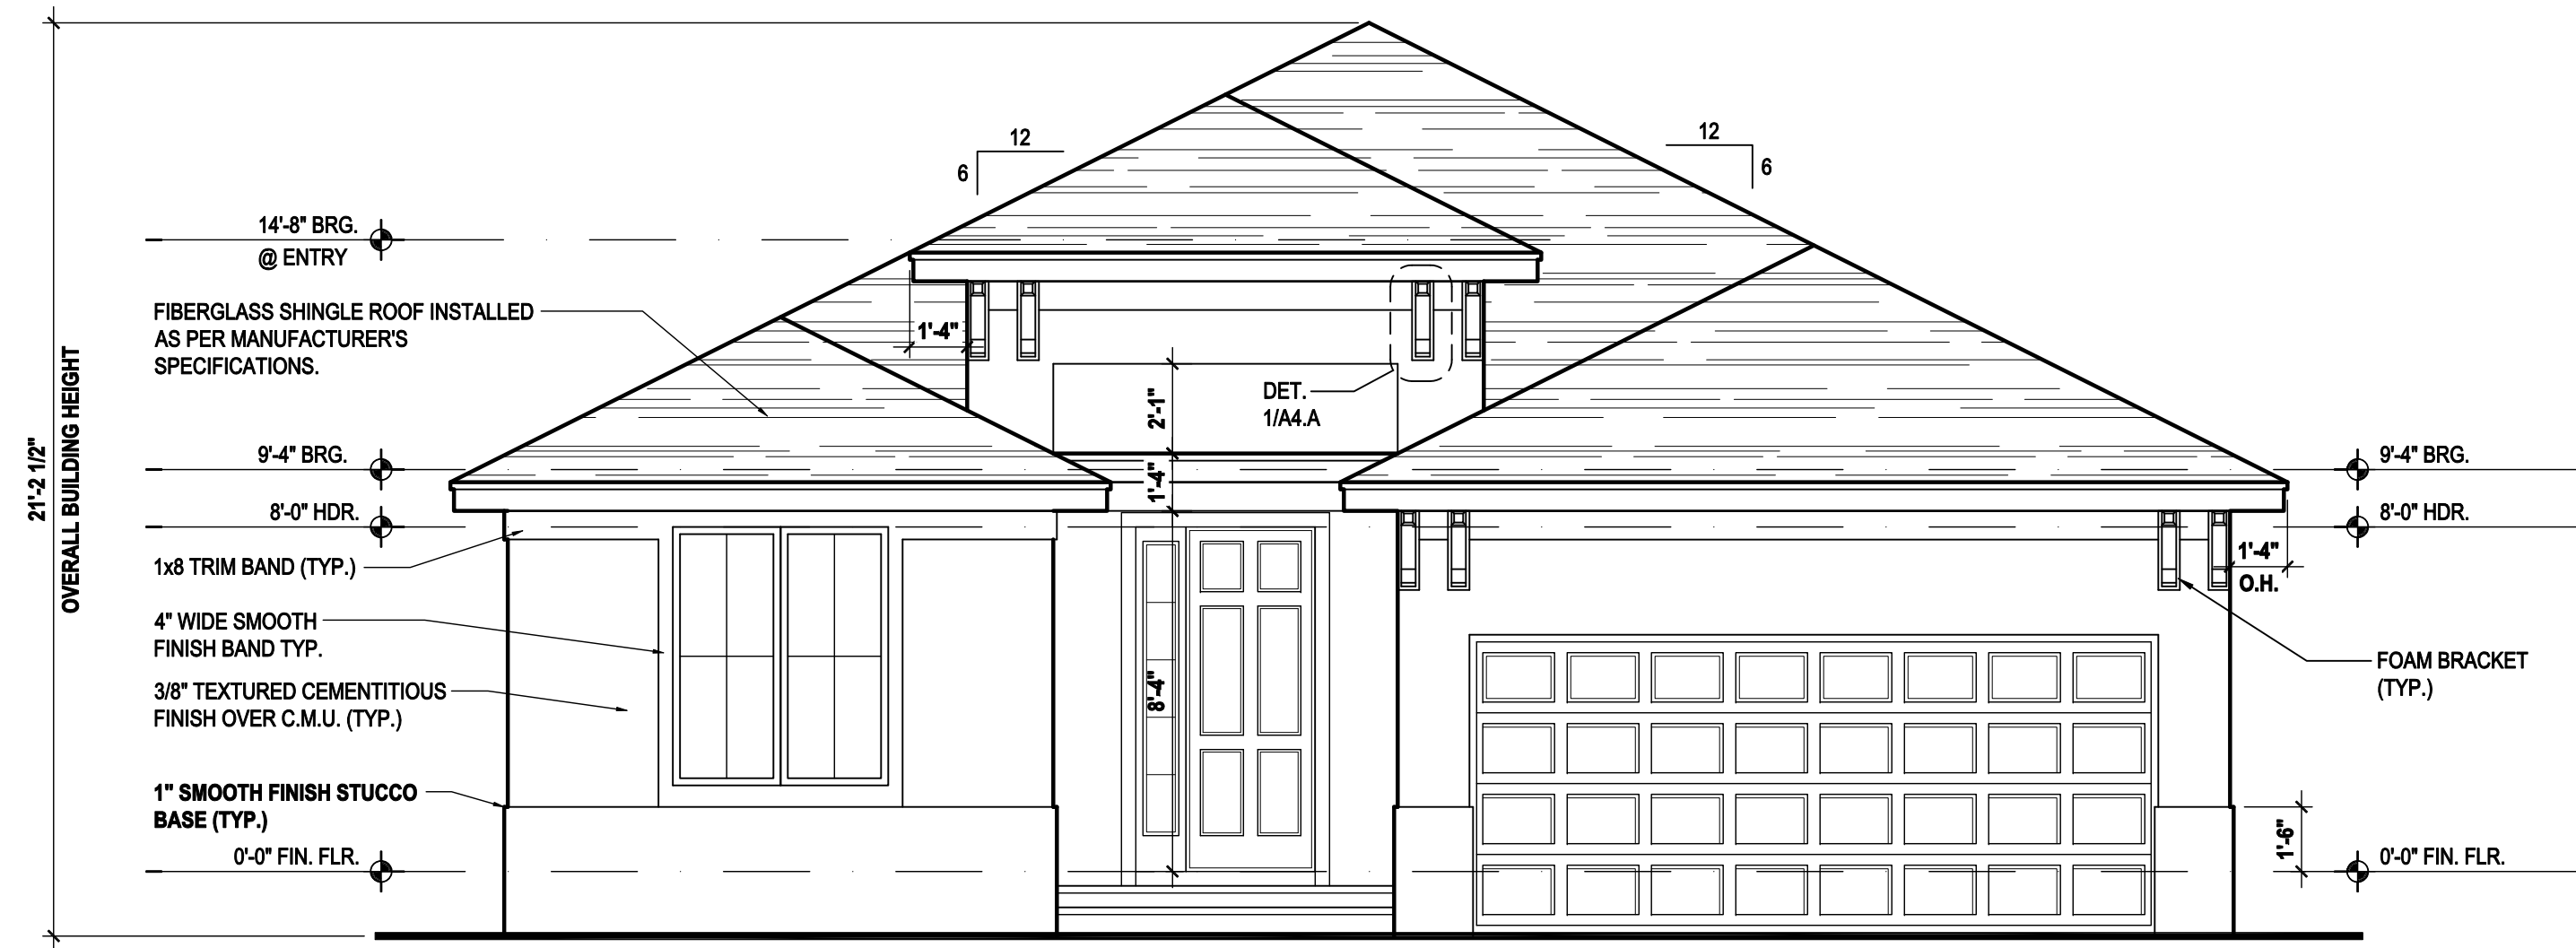 12
6
12
6
14'-8" BRG.
@ ENTRY
FIBERGLASS SHINGLE ROOF INSTALLED
AS PER MANUFACTURER'S
SPECIFICATIONS.
1'-4"
2'-1"
DET.
1/A4.A
21'-2 1/2"
OVERALL BUILDING HEIGHT
9'-4" BRG.
1'-4"
9'-4" BRG.
8'-0" HDR.
8'-0" HDR.
1x8 TRIM BAND (TYP.)
1'-4"
O.H.
4" WIDE SMOOTH
FINISH BAND TYP.
FOAM BRACKET
(TYP.)
3/8" TEXTURED CEMENTITIOUS
FINISH OVER C.M.U. (TYP.)
8'-4"
1" SMOOTH FINISH STUCCO
BASE (TYP.)
1'-6"
0'-0" FIN. FLR.
0'-0" FIN. FLR.